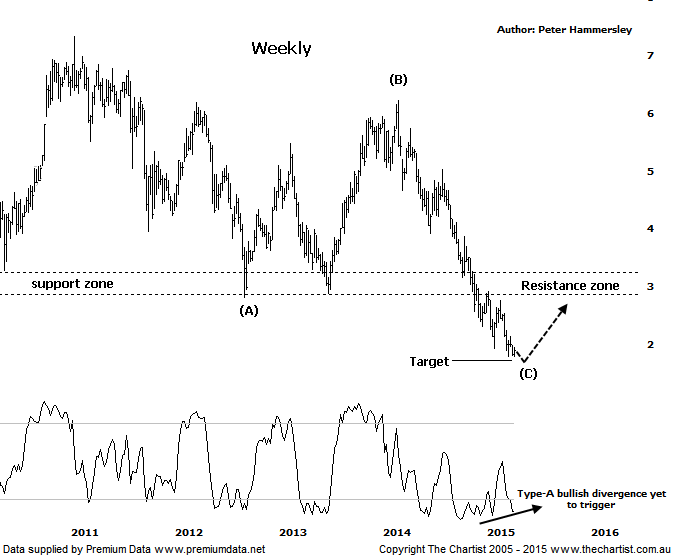 Author: Peter Hammersley
Weekly
7
(B)
6
5
4
support zone
Resistance zone
3
(A)
2
Target
(C)
Type-A bullish divergence yet
to trigger
2011 2012 2013 2014 2015 2016
Data supplied by Premium Data www.premiumdata.net
Copyright The Chartist 2005 - 2015 www.thechartist.com.au